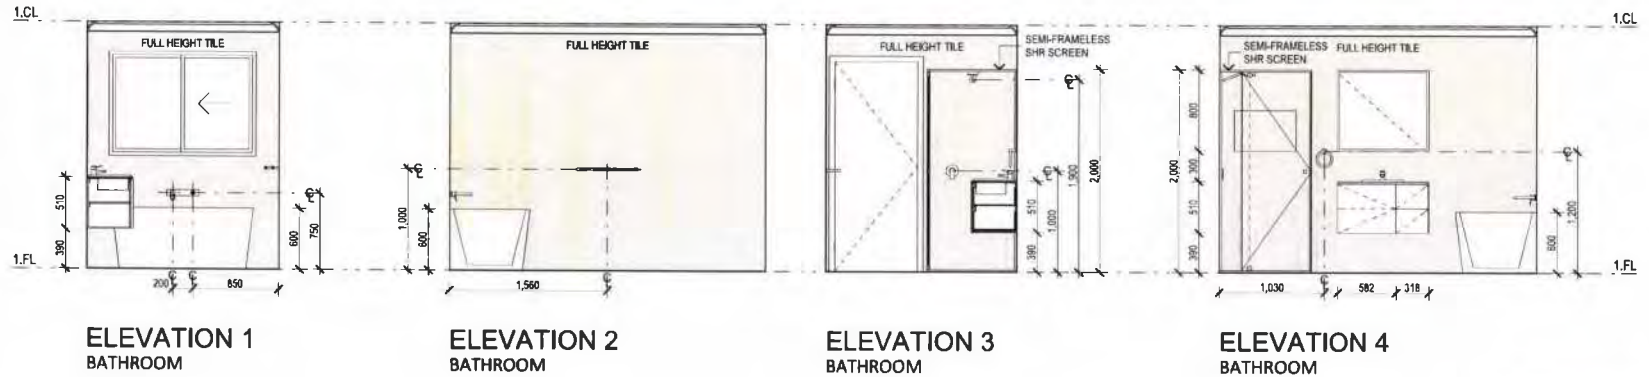 1.CL
FULL HEIGHT TILE
510
390
600
750
1.FL
200
850
ELEVATION 1
BATHROOM
FULL HEIGHT TILE
1,000
600
1,560
ELEVATION 2
BATHROOM
FULL HEIGHT TILE
SEMI-FRAMELESS
SHR SCREEN
510
390
1,000
1,900
2,000
ELEVATION 3
BATHROOM
1.CL
SEMI-FRAMELESS
SHR SCREEN
FULL HEIGHT TILE
2,000
800
300
510
390
1,200
600
1.FL
1,030
582
318
ELEVATION 4
BATHROOM